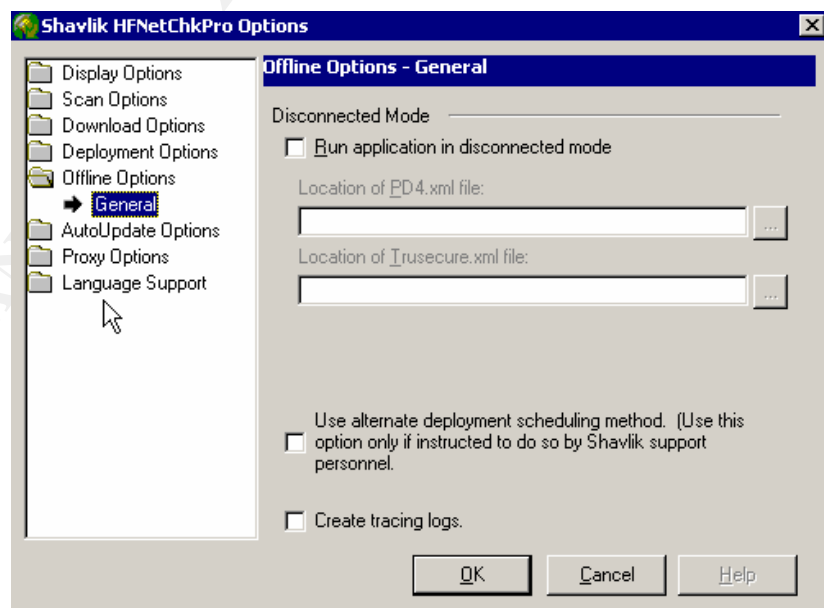 Shavlik HFNetChkPro Options
Display Options
Scan Options
Download Options
Deployment Options
Offline Options
General
AutoUpdate Options
Proxy Options
Language Support
Offline Options - General
Disconnected Mode
Run application in disconnected mode
Location of PD4.xml file:
...
Location of Trusecure.xml file:
...
Use alternate deployment scheduling method. (Use this
option only if instructed to do so by Shavlik support
personnel.
Create tracing logs.
OK
Cancel
Help